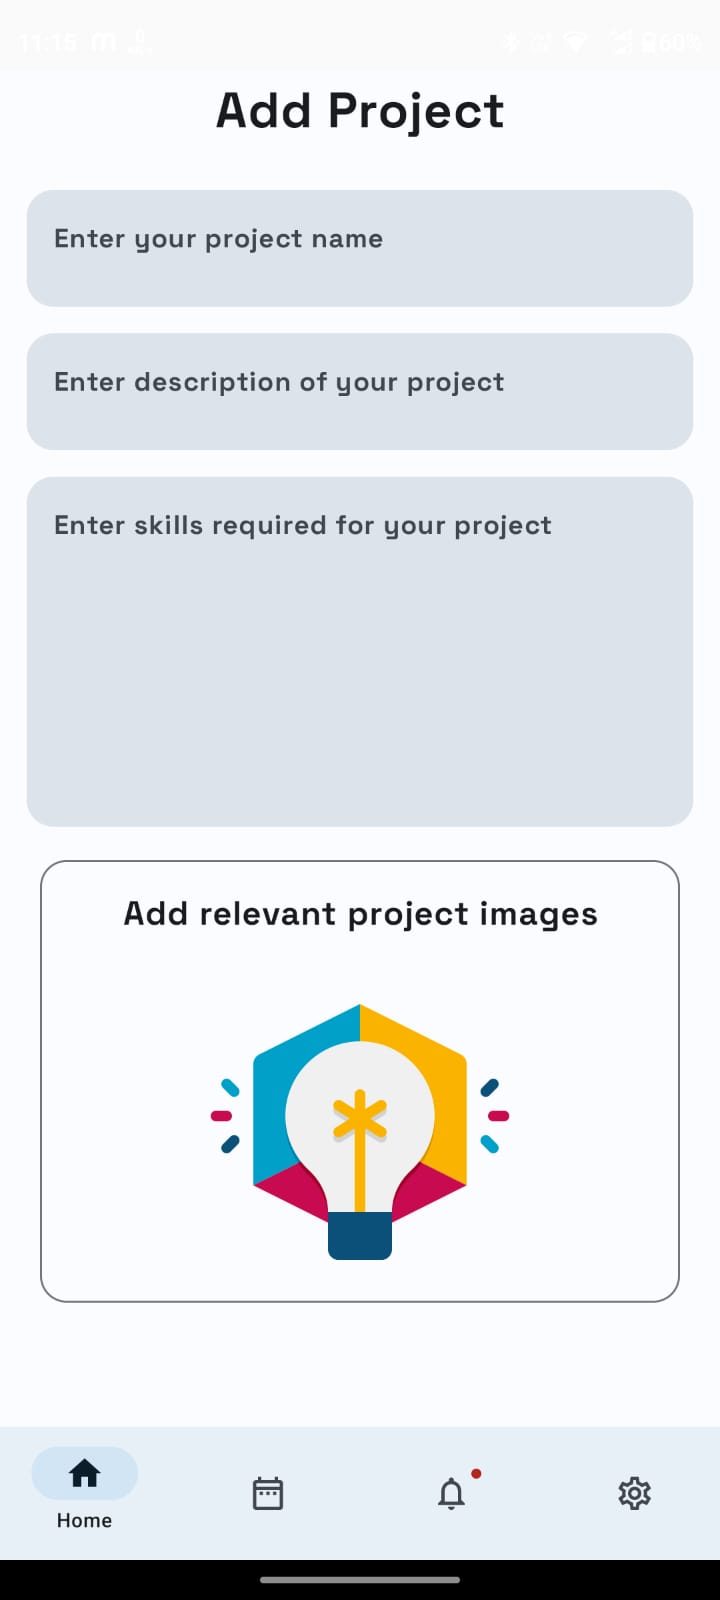 11:15
60%
Add Project
Enter your project name
Enter description of your project
Enter skills required for your project
Add relevant project images
Home